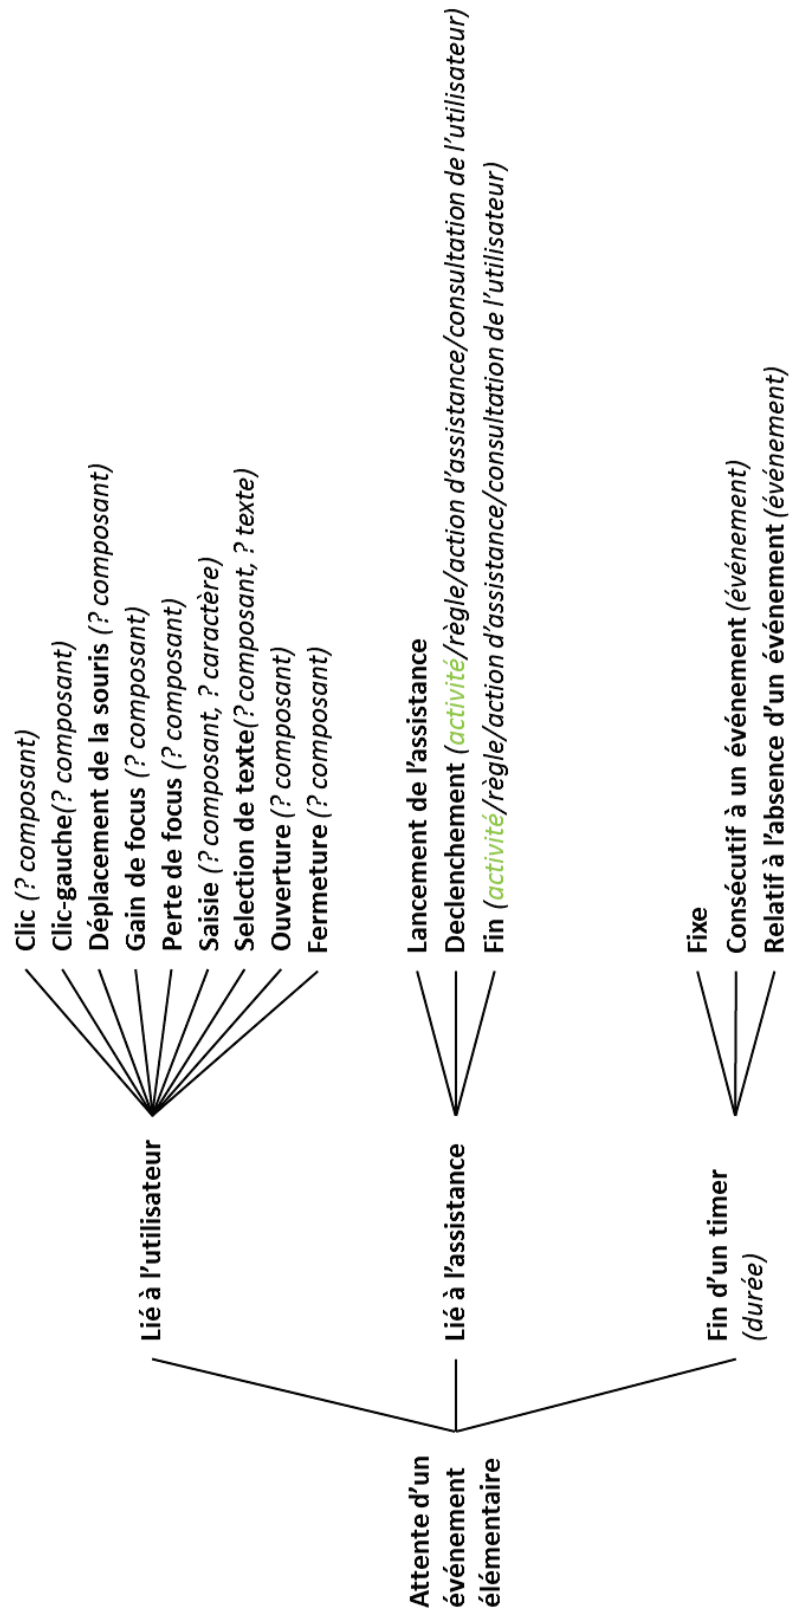 Attente d'un
événement
élémentaire
Lié à l'utilisateur
Clic (? composant)
Clic-gauche(? composant)
Déplacement de la souris (? composant)
Gain de focus (? composant)
Perte de focus (? composant)
Saisie (? composant, ? caractère)
Selection de texte(? composant, ? texte)
Ouverture (? composant)
Fermeture (? composant)
Lié à l'assistance
Lancement de l'assistance
Declenchement (activité/règle/action d'assistance/consultation de l'utilisateur)
Fin (activité/règle/action d'assistance/consultation de l'utilisateur)
Fin d'un timer
(durée)
Fixe
Consécutif à un événement (événement)
Relatif à l'absence d'un événement (événement)